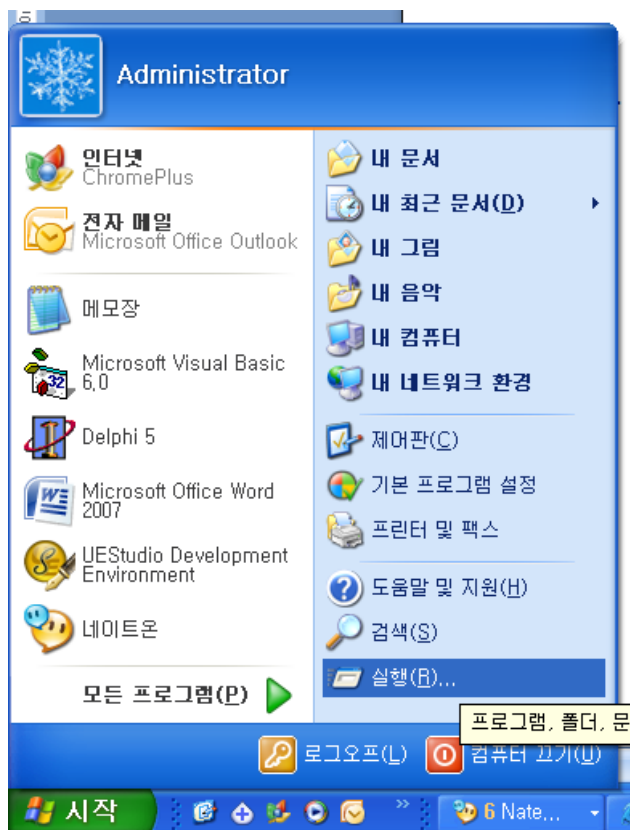 Administrator
인터넷
ChromePlus
전자 메일
Microsoft Office Outlook
메모장
Microsoft Visual Basic
6.0
Delphi 5
Microsoft Office Word
2007
UEStudio Development
Environment
네이트온
모든 프로그램(P)
내 문서
내 최근 문서(D)
내 그림
내 음악
내 컴퓨터
내 네트워크 환경
제어판(C)
기본 프로그램 설정
프린터 및 팩스
도움말 및 지원(H)
검색(S)
실행(R)...
프로그램, 폴더, 문
로그오프(L)
컴퓨터 끄기(U)
시작
6 Nate...